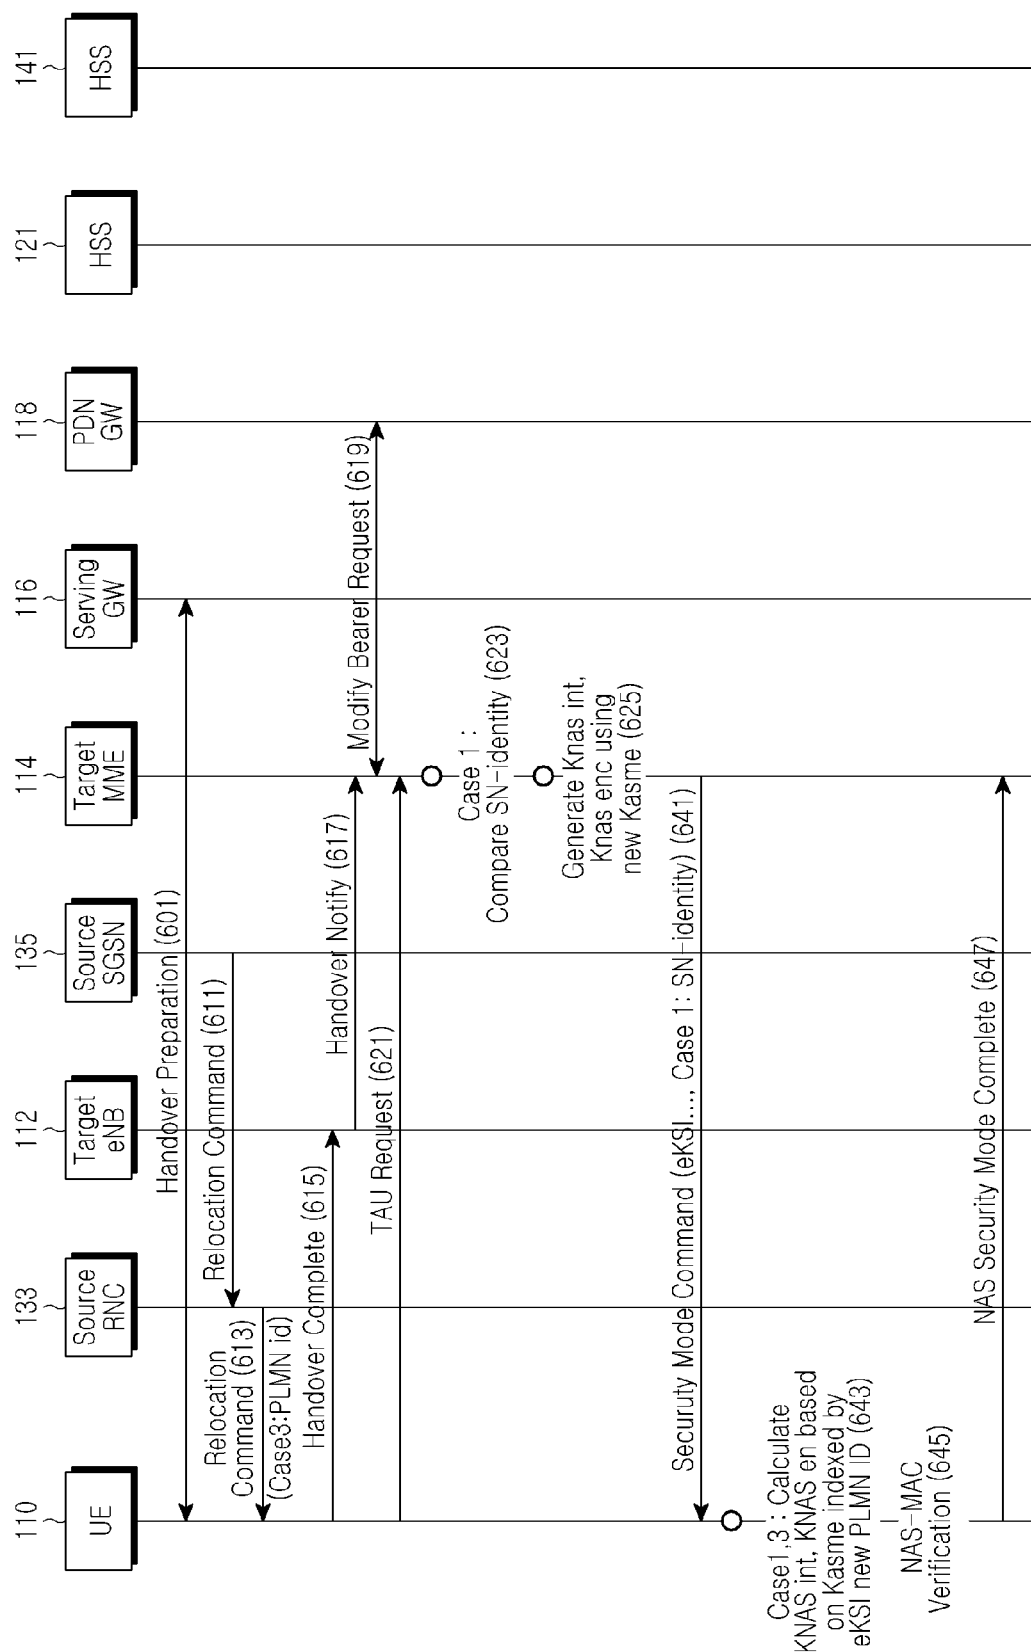 110
133
112
135
114
116
118
121
141
UE
Source
RNC
Target
eNB
Source
SGSN
Target
MME
Serving
GW
PDN
GW
HSS
HSS
Handover Preparation (601)
Relocation Command (611)
Relocation
Command (613)
(Case3:PLMN id)
Handover Complete (615)
Handover Notify (617)
Modify Bearer Request (619)
TAU Request (621)
Case 1 :
Compare SN-identity (623)
Generate Knas int,
Knas enc using
new Kasme (625)
Securuty Mode Command (eKSI..., Case 1: SN-identity) (641)
Case1,3 : Calculate
KNAS int, KNAS en based
on Kasme indexed by
eKSI new PLMN ID (643)
NAS-MAC
Verification (645)
NAS Security Mode Complete (647)